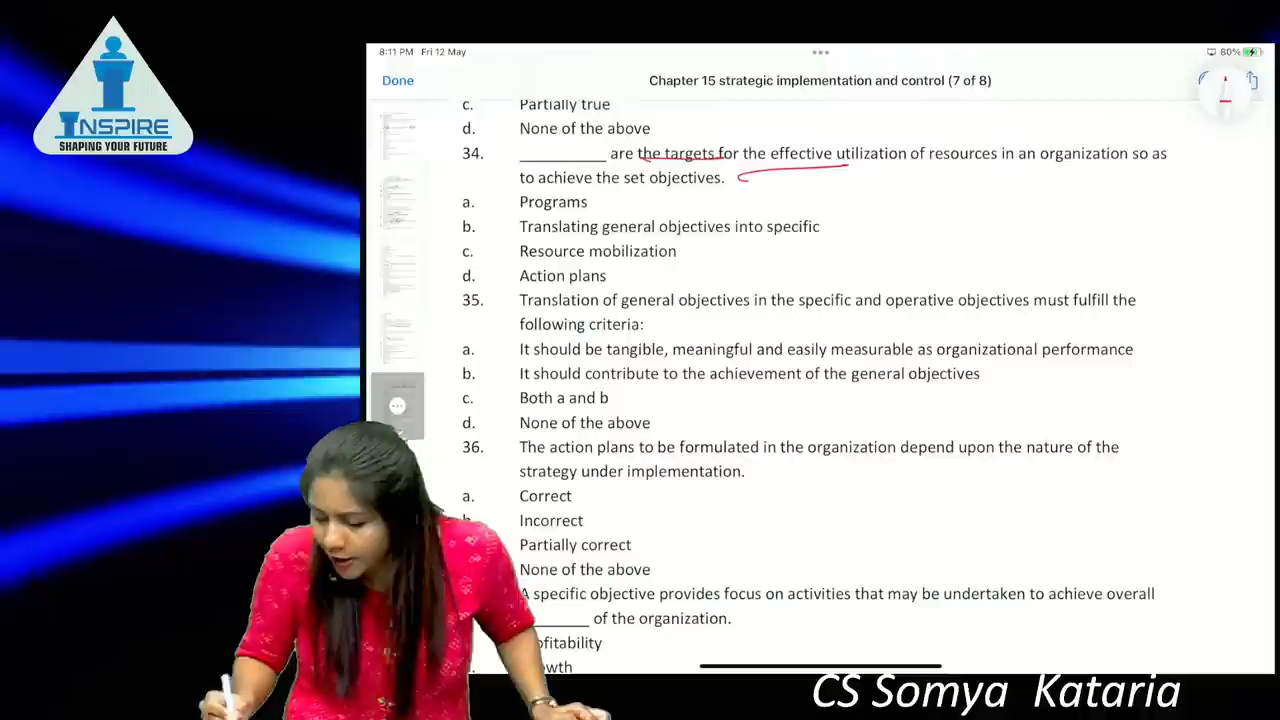 INSPIRE
SHAPING YOUR FUTURE
8:11 PM Fri 12 May
80%
Done
Chapter 15 strategic implementation and control (7 of 8)
c. Partially true
d. None of the above
34. __________ are the targets for the effective utilization of resources in an organization so as
to achieve the set objectives.
a. Programs
b. Translating general objectives into specific
c. Resource mobilization
d. Action plans
35. Translation of general objectives in the specific and operative objectives must fulfill the
following criteria:
a. It should be tangible, meaningful and easily measurable as organizational performance
b. It should contribute to the achievement of the general objectives
c. Both a and b
d. None of the above
36. The action plans to be formulated in the organization depend upon the nature of the
strategy under implementation.
a. Correct
b. Incorrect
Partially correct
None of the above
A specific objective provides focus on activities that may be undertaken to achieve overall
________ of the organization.
CS Somya Kataria